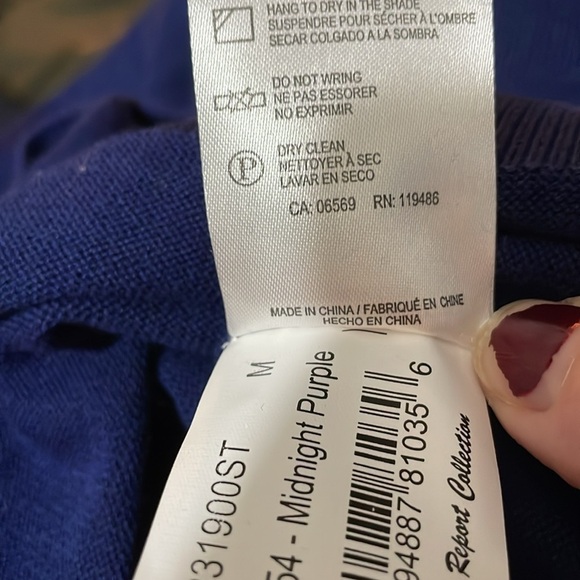 HANG TO DRY IN THE SHADE
SUSPENDRE POUR SÉCHER À L'OMBRE
SECAR COLGADO A LA SOMBRA
DO NOT WRING
NE PAS ESSORER
NO EXPRIMIR
P
DRY CLEAN
NETTOYER À SEC
LAVAR EN SECO
CA: 06569 RN: 119486
MADE IN CHINA / FABRIQUÉ EN CHINE
HECHO EN CHINA
M
31900ST
54 - Midnight Purple
94887 81035 6
Report Collection